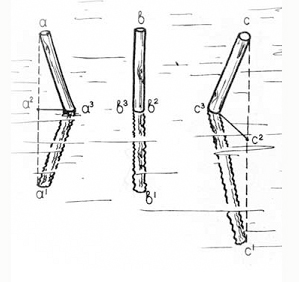 a b c
a² a³ b³ b² c³
c²
a¹ b¹ c¹